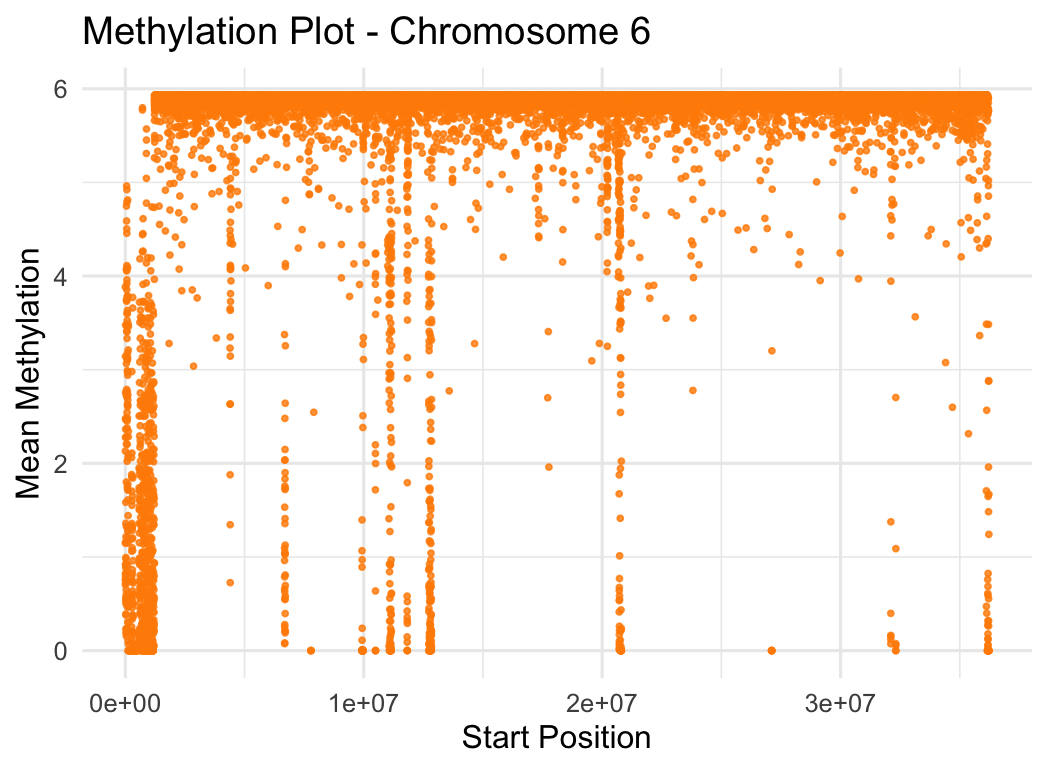 Methylation Plot - Chromosome 6
Mean Methylation
6
4
2
0
0e+00 1e+07 2e+07 3e+07
Start Position